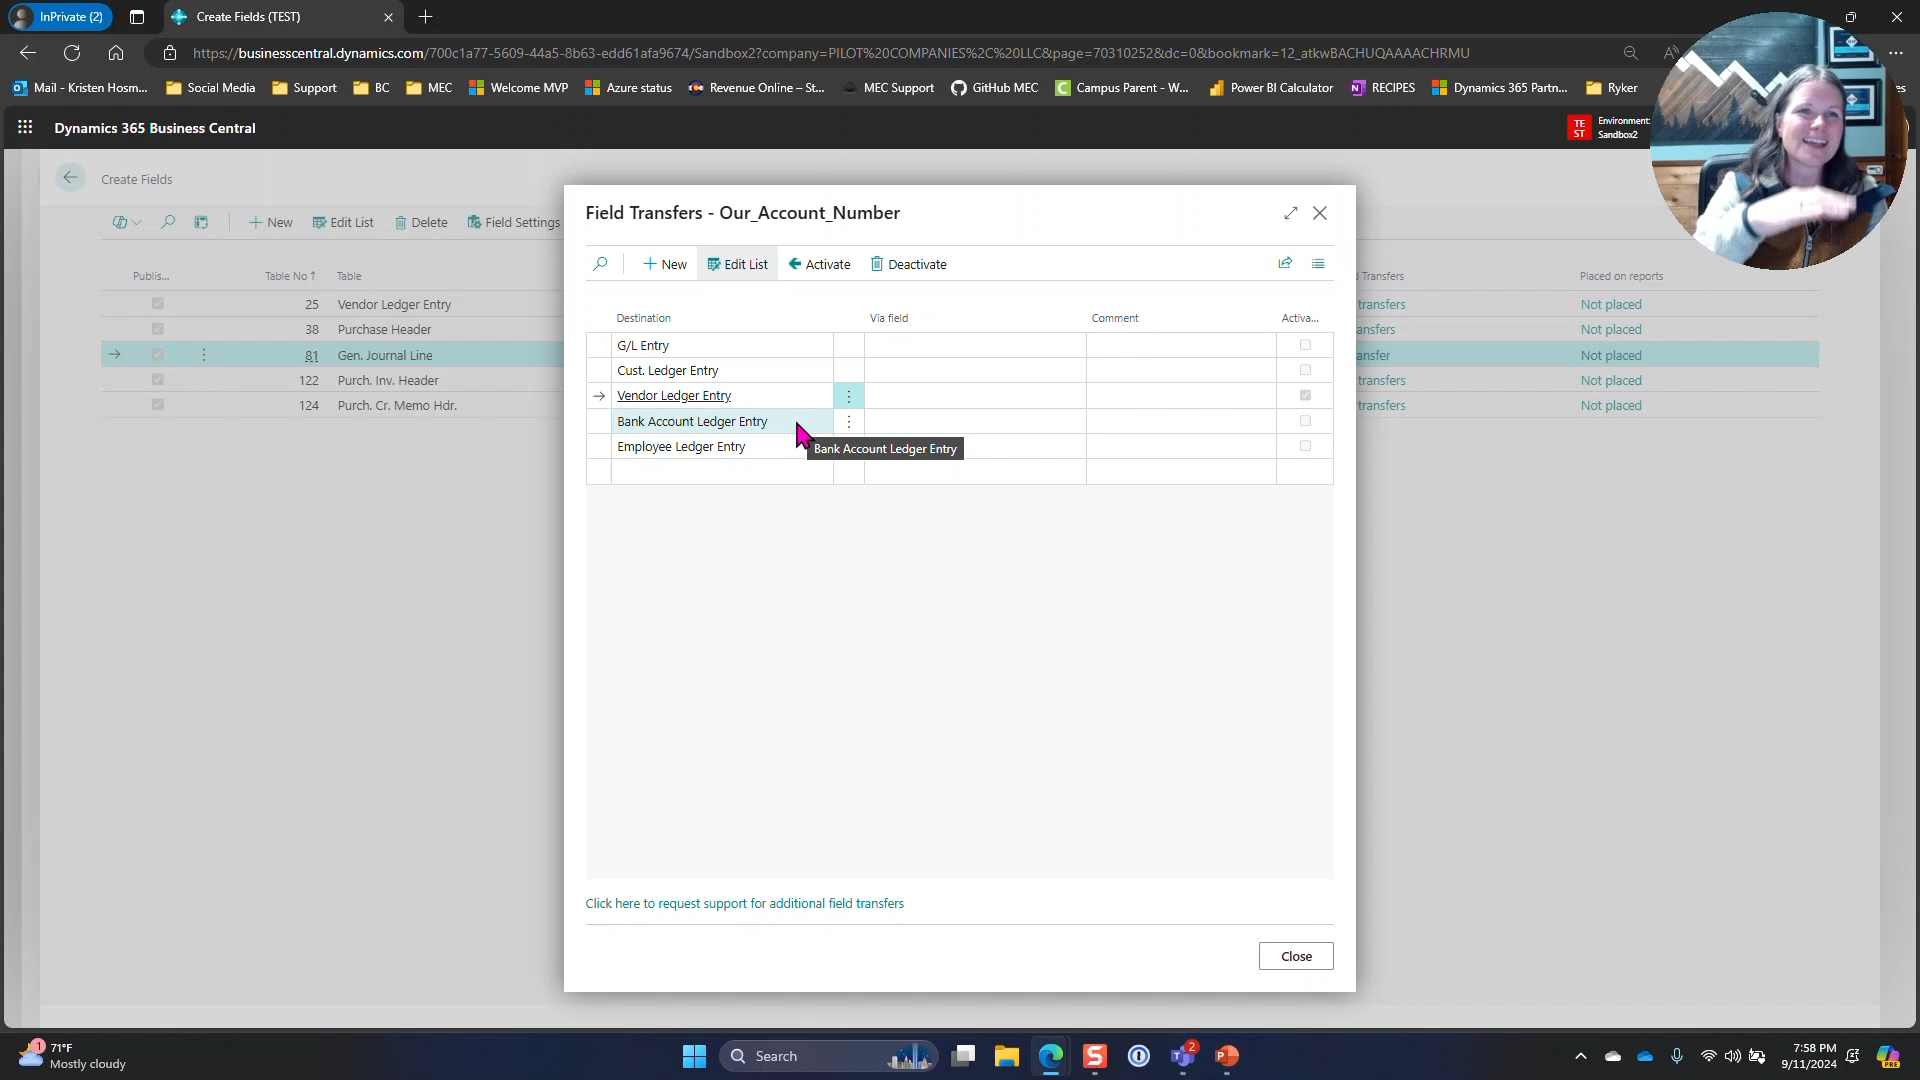 InPrivate (2)
Create Fields (TEST)
https://businesscentral.dynamics.com/700c1a77-5609-44a5-8b63-edd61afa9674/Sandbox2?company=PILOT%20COMPANIES%2C%20LLC&page=70310252&dc=0&bookmark=12_atkwBACHUQAAAACHRMU
Mail - Kristen Hosm...
Social Media
Support
BC
MEC
Welcome MVP
Azure status
Revenue Online – St...
MEC Support
GitHub MEC
Campus Parent - W...
Power BI Calculator
RECIPES
Dynamics 365 Partn...
Ryker
Dynamics 365 Business Central
TE
ST
Environment:
Sandbox2
Create Fields
New
Edit List
Delete
Field Settings
Publis...
Table No ↑
Table
Transfers
Placed on reports
25 Vendor Ledger Entry transfers Not placed
38 Purchase Header ansfers Not placed
81 Gen. Journal Line ansfer Not placed
122 Purch. Inv. Header transfers Not placed
124 Purch. Cr. Memo Hdr. transfers Not placed
Field Transfers - Our_Account_Number
New
Edit List
Activate
Deactivate
Destination
Via field
Comment
Activa...
G/L Entry
Cust. Ledger Entry
Vendor Ledger Entry
Bank Account Ledger Entry
Bank Account Ledger Entry
Employee Ledger Entry
Click here to request support for additional field transfers
Close
1
71°F
Mostly cloudy
Search
2
7:58 PM
9/11/2024
PRE